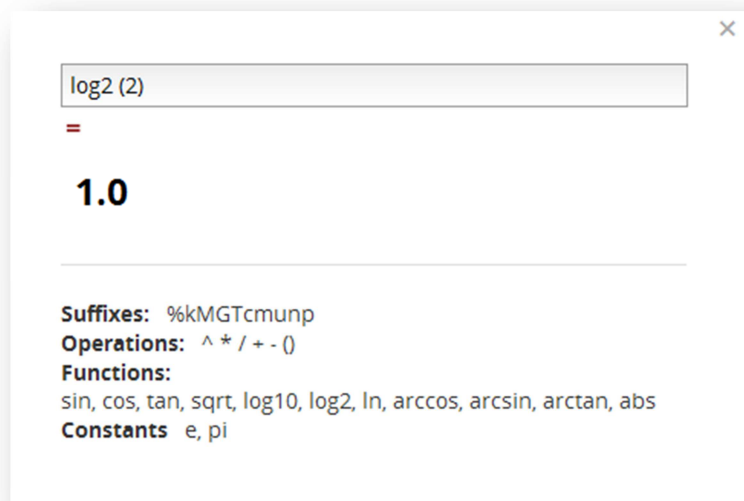 ×
log2 (2)
=
1.0
Suffixes: %kMGTcmunp
Operations: ^ * / + - ()
Functions:
sin, cos, tan, sqrt, log10, log2, ln, arccos, arcsin, arctan, abs
Constants e, pi